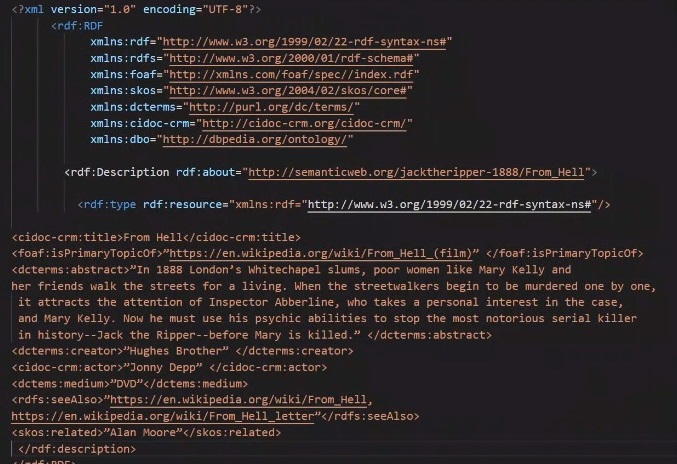 <?xml version="1.0" encoding="UTF-8"?>
<rdf:RDF
xmlns:rdf="http://www.w3.org/1999/02/22-rdf-syntax-ns#"
xmlns:rdfs="http://www.w3.org/2000/01/rdf-schema#"
xmlns:foaf="http://xmlns.com/foaf/spec//index.rdf"
xmlns:skos="http://www.w3.org/2004/02/skos/core#"
xmlns:dcterms="http://purl.org/dc/terms/"
xmlns:cidoc-crm="http://cidoc-crm.org/cidoc-crm/"
xmlns:dbo="http://dbpedia.org/ontology/"
<rdf:Description rdf:about="http://semanticweb.org/jacktheripper-1888/From_Hell">
<rdf:type rdf:resource="xmlns:rdf="http://www.w3.org/1999/02/22-rdf-syntax-ns#"/>
<cidoc-crm:title>From Hell</cidoc-crm:title>
<foaf:isPrimaryTopicOf>”https://en.wikipedia.org/wiki/From_Hell_(film)” </foaf:isPrimaryTopicOf>
<dcterms:abstract>”In 1888 London’s Whitechapel slums, poor women like Mary Kelly and
her friends walk the streets for a living. When the streetwalkers begin to be murdered one by one,
it attracts the attention of Inspector Abberline, who takes a personal interest in the case,
and Mary Kelly. Now he must use his psychic abilities to stop the most notorious serial killer
in history--Jack the Ripper--before Mary is killed.” </dcterms:abstract>
<dcterms:creator>”Hughes Brother” </dcterms:creator>
<cidoc-crm:actor>”Jonny Depp” </cidoc-crm:actor>
<dctems:medium>”DVD”</dctems:medium>
<rdfs:seeAlso>”https://en.wikipedia.org/wiki/From_Hell,
https://en.wikipedia.org/wiki/From_Hell_letter”</rdfs:seeAlso>
<skos:related>”Alan Moore”</skos:related>
</rdf:description>
</rdf:RDF>